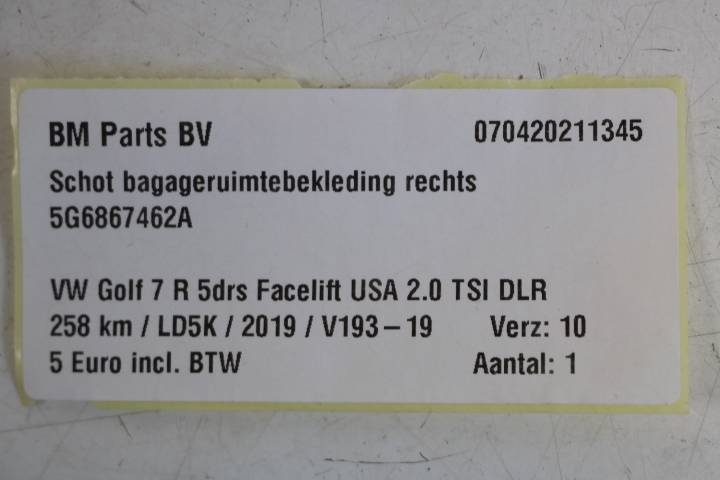 BM Parts BV 070420211345
Schot bagageruimtebekleding rechts
5G6867462A
VW Golf 7 R 5drs Facelift USA 2.0 TSI DLR
258 km / LD5K / 2019 / V193-19 Verz: 10
5 Euro incl. BTW Aantal: 1